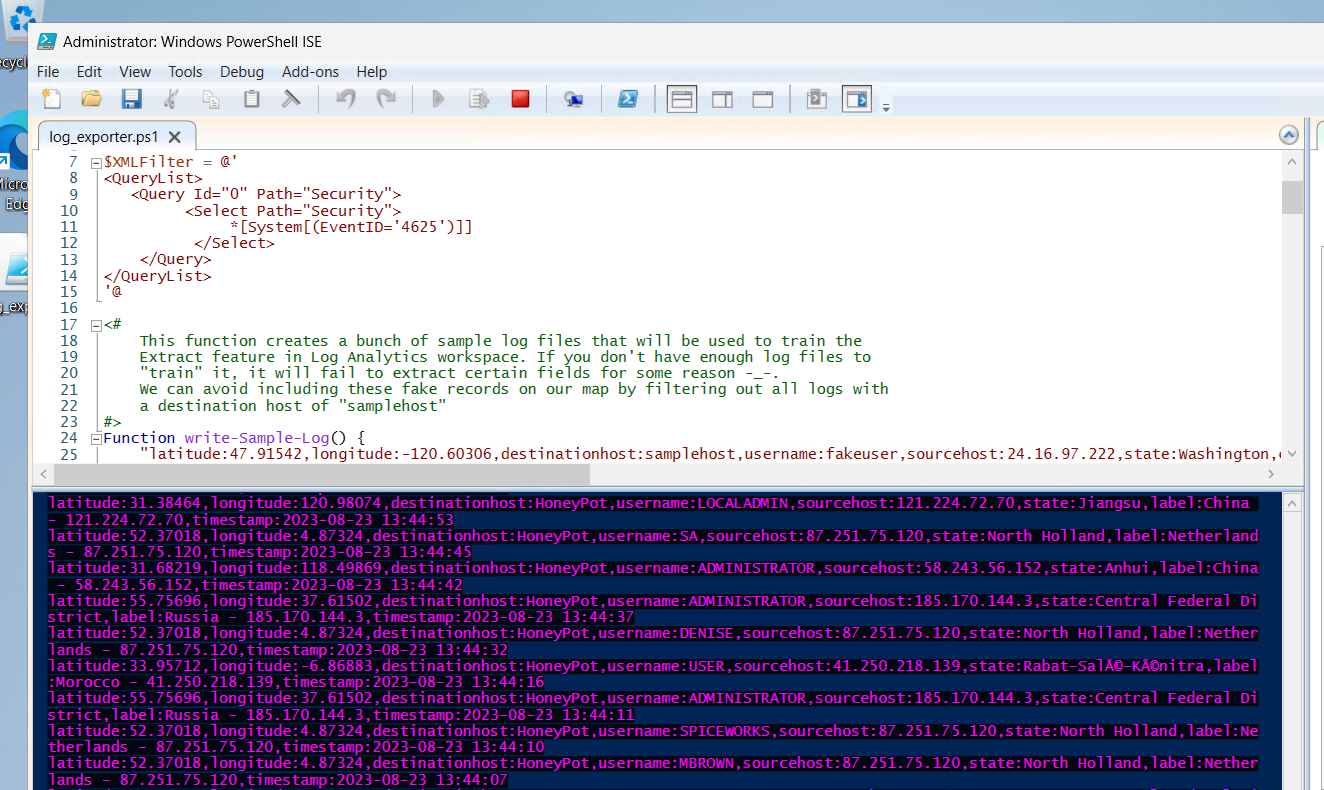 ecycl
Administrator: Windows PowerShell ISE
File Edit View Tools Debug Add-ons Help
log_exporter.ps1
Micro
Edg
g_exp
7 $XMLFilter = @'
8 <QueryList>
9 <Query Id="0" Path="Security">
10 <Select Path="Security">
11 *[System[(EventID='4625')]]
12 </Select>
13 </Query>
14 </QueryList>
15 '@
16
17 <#
18 This function creates a bunch of sample log files that will be used to train the
19 Extract feature in Log Analytics workspace. If you don't have enough log files to
20 "train" it, it will fail to extract certain fields for some reason -_-.
21 We can avoid including these fake records on our map by filtering out all logs with
22 a destination host of "samplehost"
23 #>
24 Function write-Sample-Log() {
25 "latitude:47.91542,longitude:-120.60306,destinationhost:samplehost,username:fakeuser,sourcehost:24.16.97.222,state:Washington,
latitude:31.38464,longitude:120.98074,destinationhost:HoneyPot,username:LOCALADMIN,sourcehost:121.224.72.70,state:Jiangsu,label:China
- 121.224.72.70,timestamp:2023-08-23 13:44:53
latitude:52.37018,longitude:4.87324,destinationhost:HoneyPot,username:SA,sourcehost:87.251.75.120,state:North Holland,label:Netherland
s - 87.251.75.120,timestamp:2023-08-23 13:44:45
latitude:31.68219,longitude:118.49869,destinationhost:HoneyPot,username:ADMINISTRATOR,sourcehost:58.243.56.152,state:Anhui,label:China
- 58.243.56.152,timestamp:2023-08-23 13:44:42
latitude:55.75696,longitude:37.61502,destinationhost:HoneyPot,username:ADMINISTRATOR,sourcehost:185.170.144.3,state:Central Federal Di
strict,label:Russia - 185.170.144.3,timestamp:2023-08-23 13:44:37
latitude:52.37018,longitude:4.87324,destinationhost:HoneyPot,username:DENISE,sourcehost:87.251.75.120,state:North Holland,label:Nether
lands - 87.251.75.120,timestamp:2023-08-23 13:44:32
latitude:33.95712,longitude:-6.86883,destinationhost:HoneyPot,username:USER,sourcehost:41.250.218.139,state:Rabat-SalÃ©-KÃ©nitra,label
:Morocco - 41.250.218.139,timestamp:2023-08-23 13:44:16
latitude:55.75696,longitude:37.61502,destinationhost:HoneyPot,username:ADMINISTRATOR,sourcehost:185.170.144.3,state:Central Federal Di
strict,label:Russia - 185.170.144.3,timestamp:2023-08-23 13:44:11
latitude:52.37018,longitude:4.87324,destinationhost:HoneyPot,username:SPICEWORKS,sourcehost:87.251.75.120,state:North Holland,label:Ne
therlands - 87.251.75.120,timestamp:2023-08-23 13:44:10
latitude:52.37018,longitude:4.87324,destinationhost:HoneyPot,username:MBROWN,sourcehost:87.251.75.120,state:North Holland,label:Nether
lands - 87.251.75.120,timestamp:2023-08-23 13:44:07